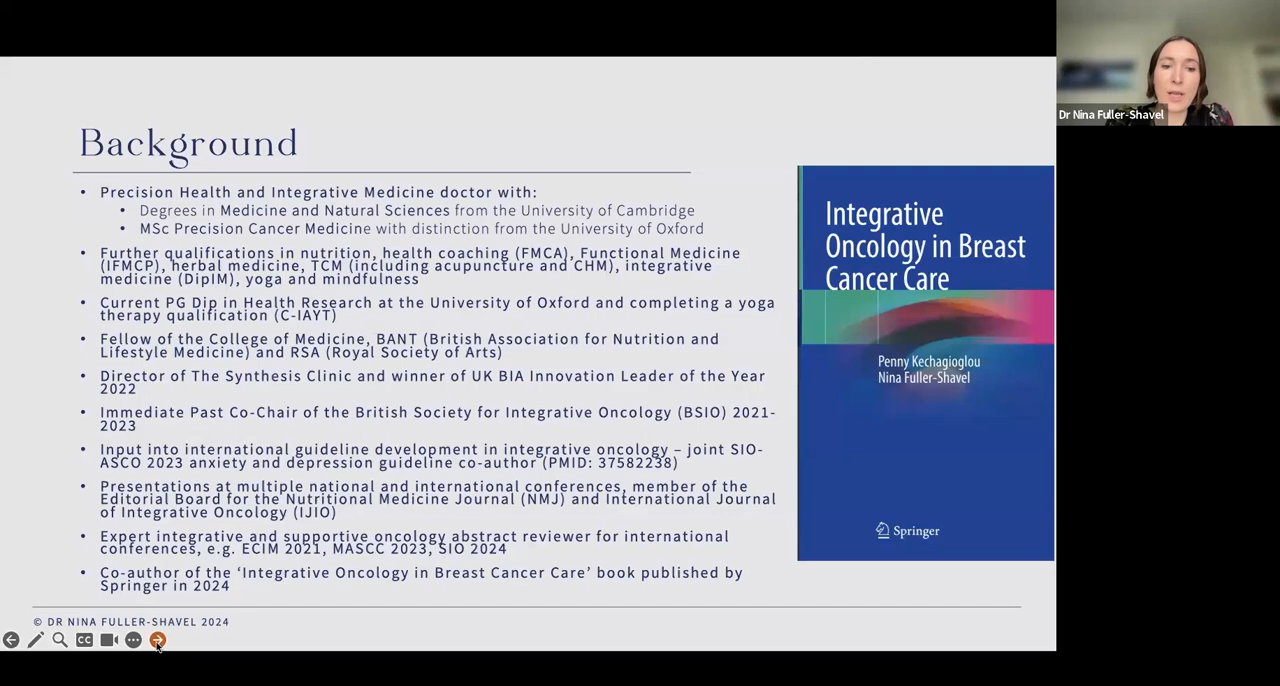 Dr Nina Fuller-Shavel
Background
• Precision Health and Integrative Medicine doctor with:
• Degrees in Medicine and Natural Sciences from the University of Cambridge
• MSc Precision Cancer Medicine with distinction from the University of Oxford
• Further qualifications in nutrition, health coaching (FMCA), Functional Medicine
(IFMCP), herbal medicine, TCM (including acupuncture and CHM), integrative
medicine (DipIM), yoga and mindfulness
• Current PG Dip in Health Research at the University of Oxford and completing a yoga
therapy qualification (C-IAYT)
• Fellow of the College of Medicine, BANT (British Association for Nutrition and
Lifestyle Medicine) and RSA (Royal Society of Arts)
• Director of The Synthesis Clinic and winner of UK BIA Innovation Leader of the Year
2022
• Immediate Past Co-Chair of the British Society for Integrative Oncology (BSIO) 2021-
2023
• Input into international guideline development in integrative oncology – joint SIO-
ASCO 2023 anxiety and depression guideline co-author (PMID: 37582238)
• Presentations at multiple national and international conferences, member of the
Editorial Board for the Nutritional Medicine Journal (NMJ) and International Journal
of Integrative Oncology (IJIO)
• Expert integrative and supportive oncology abstract reviewer for international
conferences, e.g. ECIM 2021, MASCC 2023, SIO 2024
• Co-author of the ‘Integrative Oncology in Breast Cancer Care’ book published by
Springer in 2024
Integrative
Oncology in Breast
Cancer Care
Penny Kechagioglou
Nina Fuller-Shavel
Springer
© DR NINA FULLER-SHAVEL 2024
CC